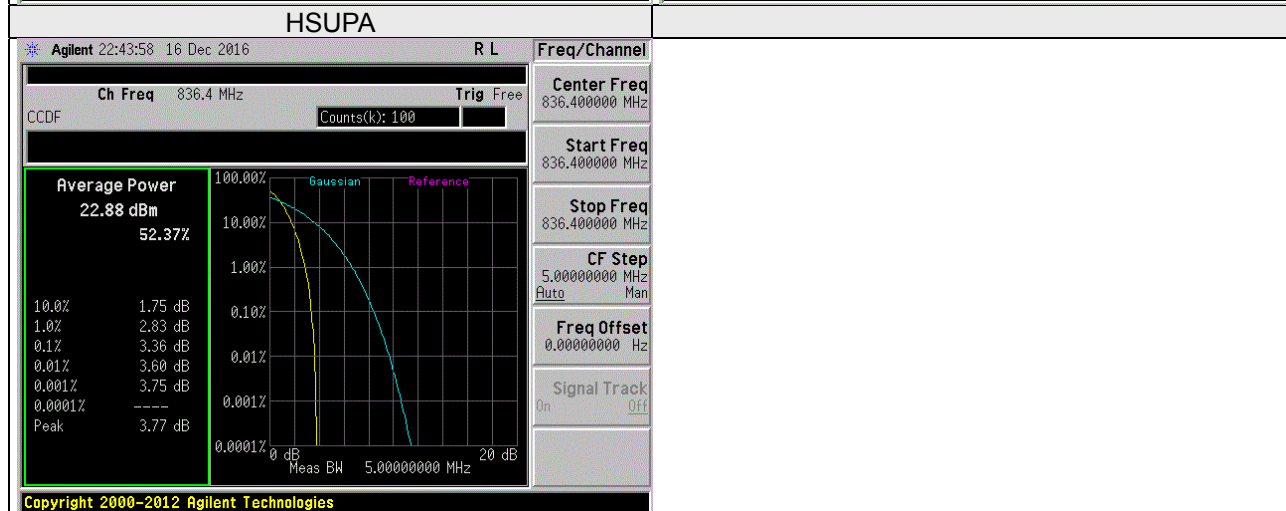 HSUPA
Agilent 22:43:58 16 Dec 2016 R L
Freq/Channel
Ch Freq 836.4 MHz Trig Free
CCDF Counts(k): 100
Center Freq
836.400000 MHz
Start Freq
836.400000 MHz
Stop Freq
836.400000 MHz
CF Step
5.00000000 MHz
Auto Man
Freq Offset
0.00000000 Hz
Signal Track
On Off
Average Power
22.88 dBm
52.37%
10.0% 1.75 dB
1.0% 2.83 dB
0.1% 3.36 dB
0.01% 3.60 dB
0.001% 3.75 dB
0.0001% ----
Peak 3.77 dB
Gaussian Reference
100.00%
10.00%
1.00%
0.10%
0.01%
0.001%
0.0001%
0 dB 20 dB
Meas BW 5.00000000 MHz
Copyright 2000-2012 Agilent Technologies